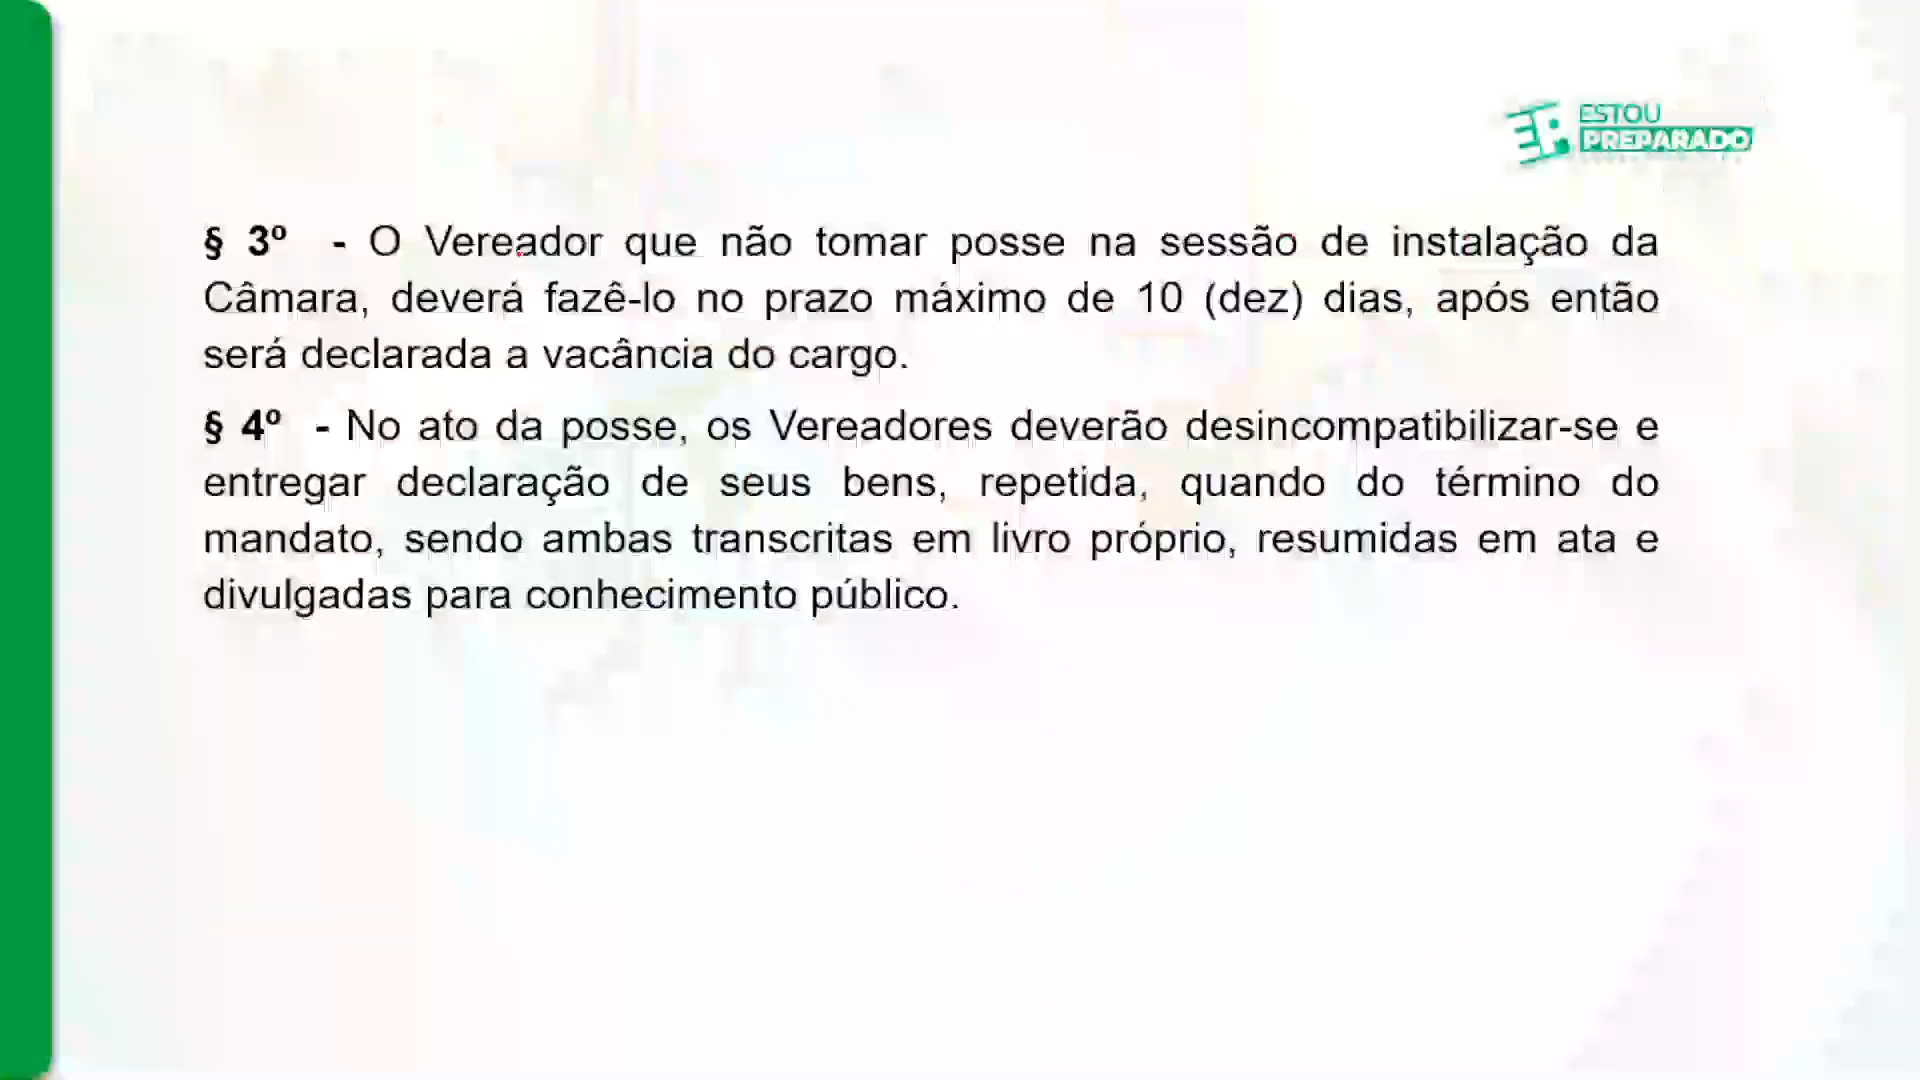 ESTOU
PREPARADO
§ 3º - O Vereador que não tomar posse na sessão de instalação da
Câmara, deverá fazê-lo no prazo máximo de 10 (dez) dias, após então
será declarada a vacância do cargo.
§ 4º - No ato da posse, os Vereadores deverão desincompatibilizar-se e
entregar declaração de seus bens, repetida, quando do término do
mandato, sendo ambas transcritas em livro próprio, resumidas em ata e
divulgadas para conhecimento público.